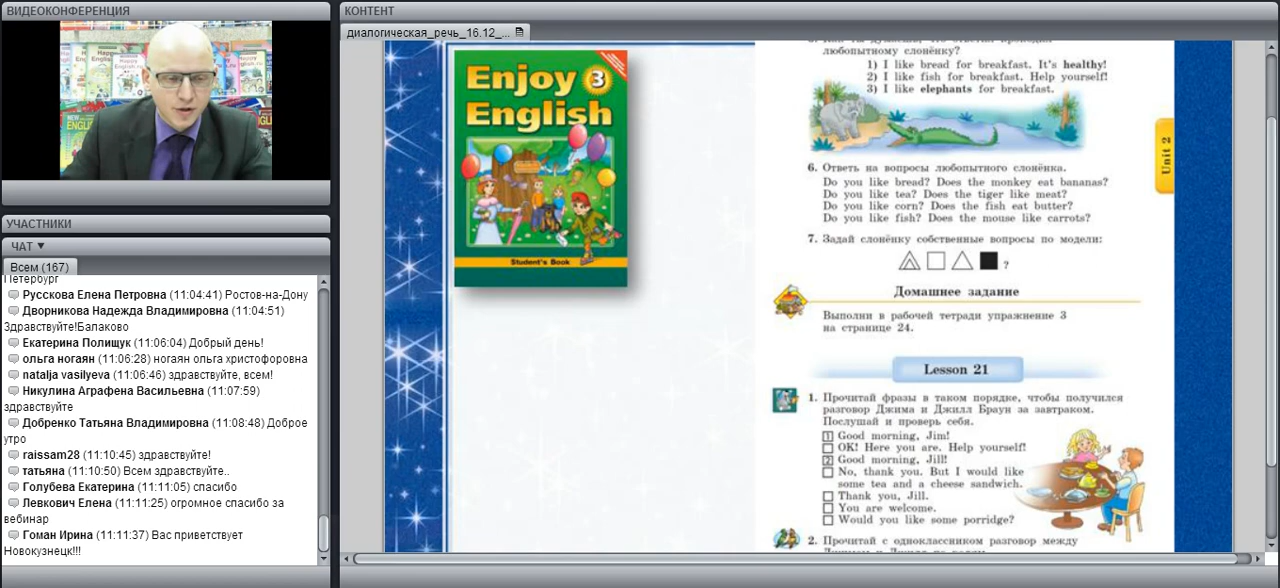 ВИДЕОКОНФЕРЕНЦИЯ
УЧАСТНИКИ
ЧАТ ▼
Всем (167)
Петербург
Русскова Елена Петровна (11:04:41) Ростов-на-Дону
Дворникова Надежда Владимировна (11:04:51)
Здравствуйте!Балаково
Екатерина Полищук (11:06:04) Добрый день!
ольга ногаян (11:06:28) ногаян ольга христофоровна
natalja vasilyeva (11:06:46) здравствуйте, всем!
Никулина Аграфена Васильевна (11:07:59)
здравствуйте
Добренко Татьяна Владимировна (11:08:48) Доброе
утро
raissam28 (11:10:45) здравствуйте!
татьяна (11:10:50) Всем здравствуйте..
Голубева Екатерина (11:11:05) спасибо
Левкович Елена (11:11:25) огромное спасибо за
вебинар
Гоман Ирина (11:11:37) Вас приветствует
Новокузнецк!!!
КОНТЕНТ
диалогическая_речь_16.12_...
Enjoy 3
English
Student's Book
любопытному слонёнку?
1) I like bread for breakfast. It's healthy!
2) I like fish for breakfast. Help yourself!
3) I like elephants for breakfast.
Unit 2
6. Ответь на вопросы любопытного слонёнка.
Do you like bread? Does the monkey eat bananas?
Do you like tea? Does the tiger like meat?
Do you like corn? Does the fish eat butter?
Do you like fish? Does the mouse like carrots?
7. Задай слонёнку собственные вопросы по модели:
?
Домашнее задание
Выполни в рабочей тетради упражнение 3
на странице 24.
Lesson 21
1. Прочитай фразы в таком порядке, чтобы получился
разговор Джима и Джилл Браун за завтраком.
Послушай и проверь себя.
1 Good morning, Jim!
OK! Here you are. Help yourself!
2 Good morning, Jill!
No, thank you. But I would like
some tea and a cheese sandwich.
Thank you, Jill.
You are welcome.
Would you like some porridge?
2. Прочитай с одноклассником разговор между